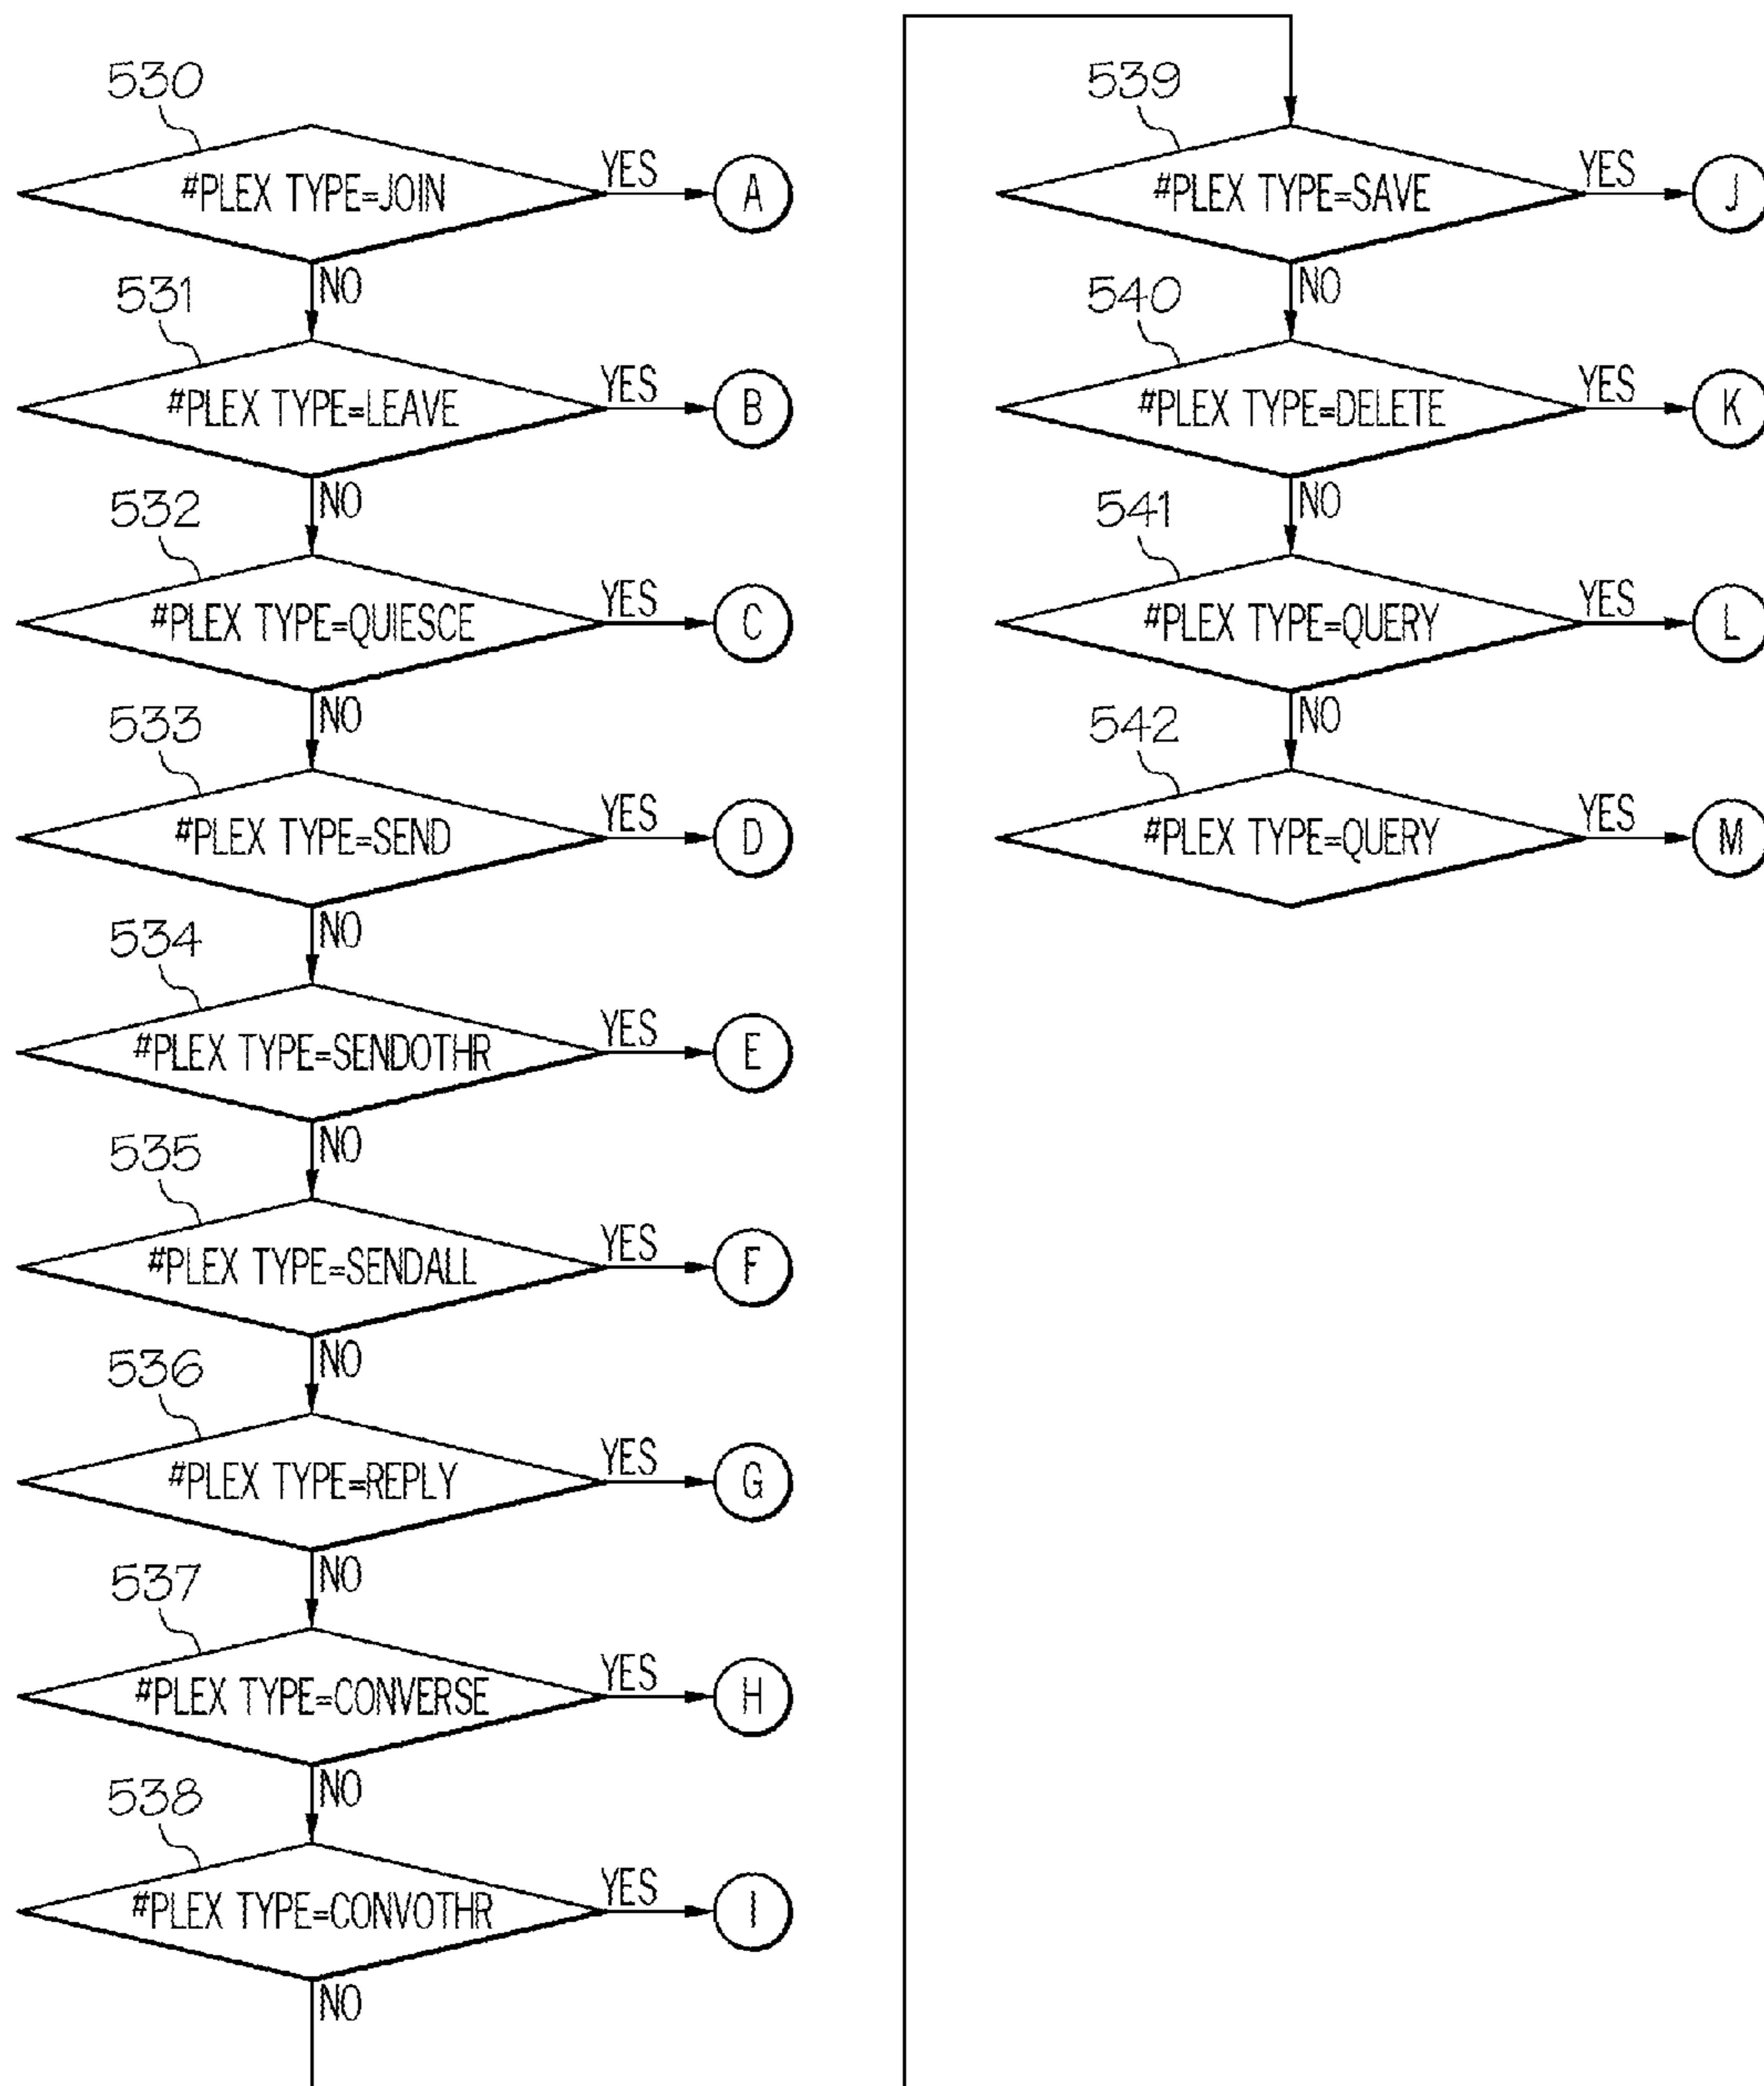 530
#PLEX TYPE=JOIN
YES
A
NO
531
#PLEX TYPE=LEAVE
YES
B
NO
532
#PLEX TYPE=QUIESCE
YES
C
NO
533
#PLEX TYPE=SEND
YES
D
NO
534
#PLEX TYPE=SENDOTHR
YES
E
NO
535
#PLEX TYPE=SENDALL
YES
F
NO
536
#PLEX TYPE=REPLY
YES
G
NO
537
#PLEX TYPE=CONVERSE
YES
H
NO
538
#PLEX TYPE=CONVOTHR
YES
I
NO
539
#PLEX TYPE=SAVE
YES
J
NO
540
#PLEX TYPE=DELETE
YES
K
NO
541
#PLEX TYPE=QUERY
YES
L
NO
542
#PLEX TYPE=QUERY
YES
M